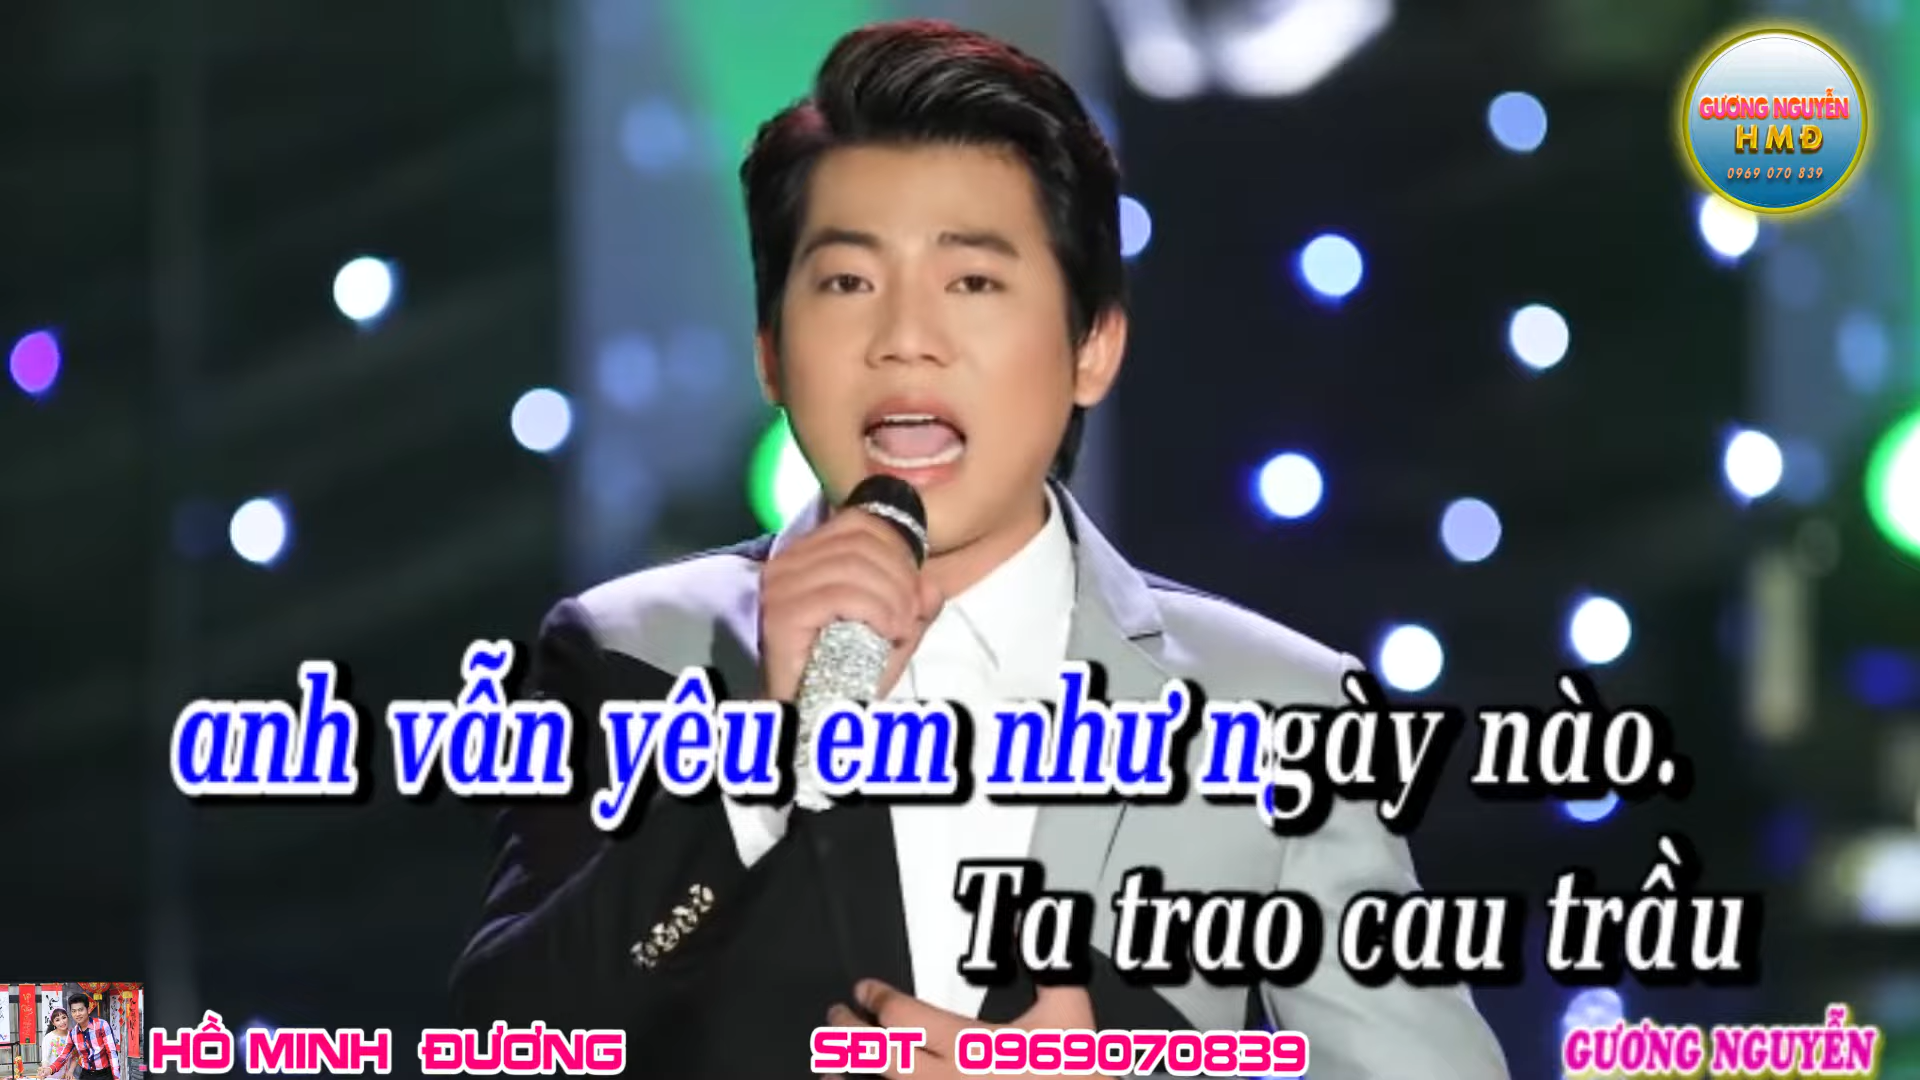 GƯƠNG NGUYỄN
HMĐ
0969 070 839
anh vẫn yêu em như ngày nào.
Ta trao cau trầu
HỒ MINH ĐƯƠNG SĐT 0969070839 GƯƠNG NGUYỄN